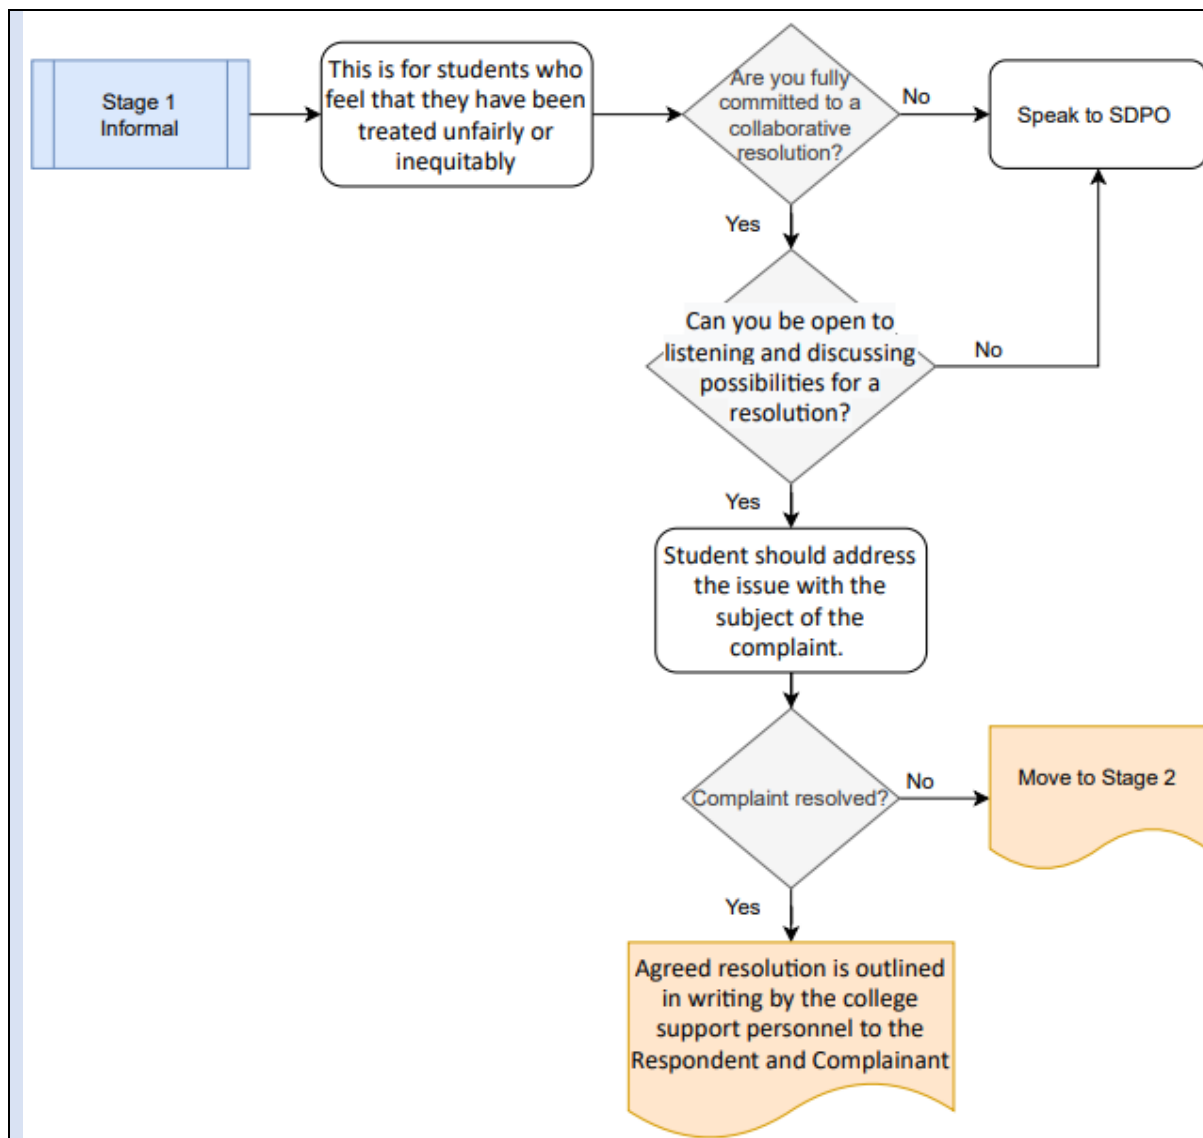 Stage 1
Informal
This is for students who
feel that they have been
treated unfairly or
inequitably
Are you fully
committed to a
collaborative
resolution?
No
Speak to SDPO
Yes
Can you be open to
listening and discussing
possibilities for a
resolution?
No
Yes
Student should address
the issue with the
subject of the
complaint.
Complaint resolved?
No
Move to Stage 2
Yes
Agreed resolution is outlined
in writing by the college
support personnel to the
Respondent and Complainant